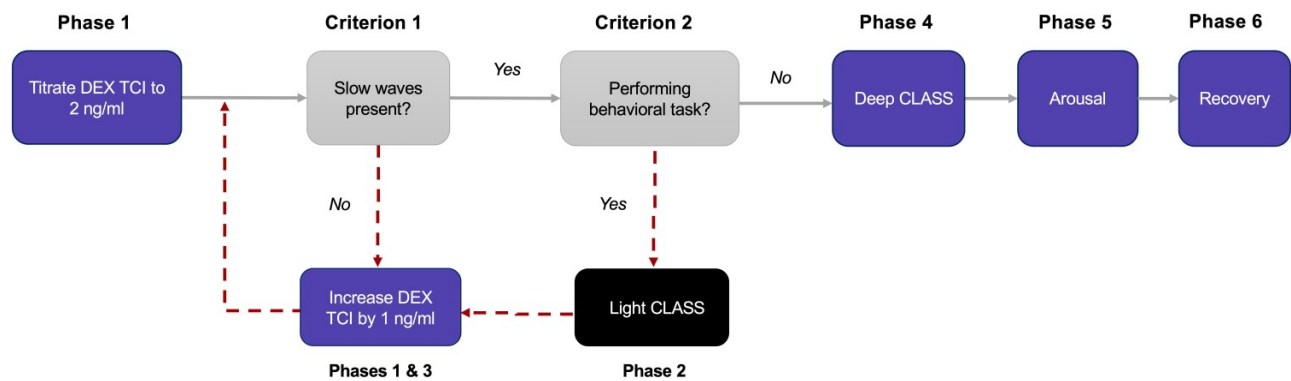 Phase 1
Criterion 1
Criterion 2
Phase 4
Phase 5
Phase 6
Titrate DEX TCI to
2 ng/ml
Slow waves
present?
Yes
Performing
behavioral task?
No
Deep CLASS
Arousal
Recovery
No
Yes
Increase DEX
TCI by 1 ng/ml
Light CLASS
Phases 1 & 3
Phase 2